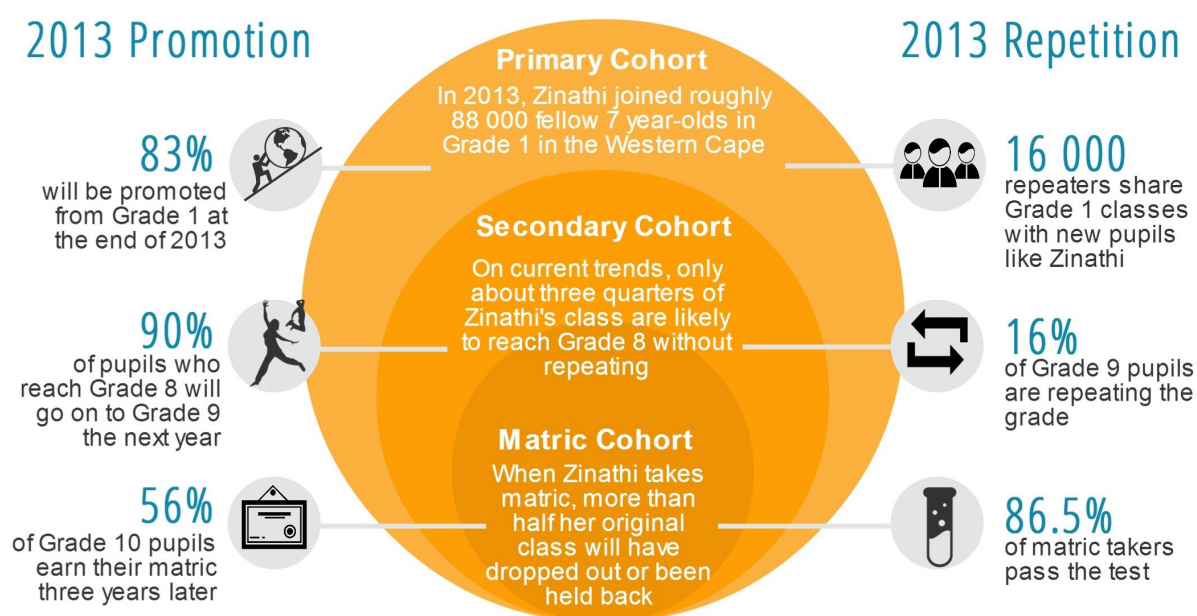 2013 Promotion
83%
will be promoted
from Grade 1 at
the end of 2013
90%
of pupils who
reach Grade 8 will
go on to Grade 9
the next year
56%
of Grade 10 pupils
earn their matric
three years later
Primary Cohort
In 2013, Zinathi joined roughly
88 000 fellow 7 year-olds in
Grade 1 in the Western Cape
Secondary Cohort
On current trends, only
about three quarters of
Zinathi's class are likely
to reach Grade 8 without
repeating
Matric Cohort
When Zinathi takes
matric, more than
half her original
class will have
dropped out or been
held back
2013 Repetition
16 000
repeaters share
Grade 1 classes
with new pupils
like Zinathi
16%
of Grade 9 pupils
are repeating the
grade
86.5%
of matric takers
pass the test